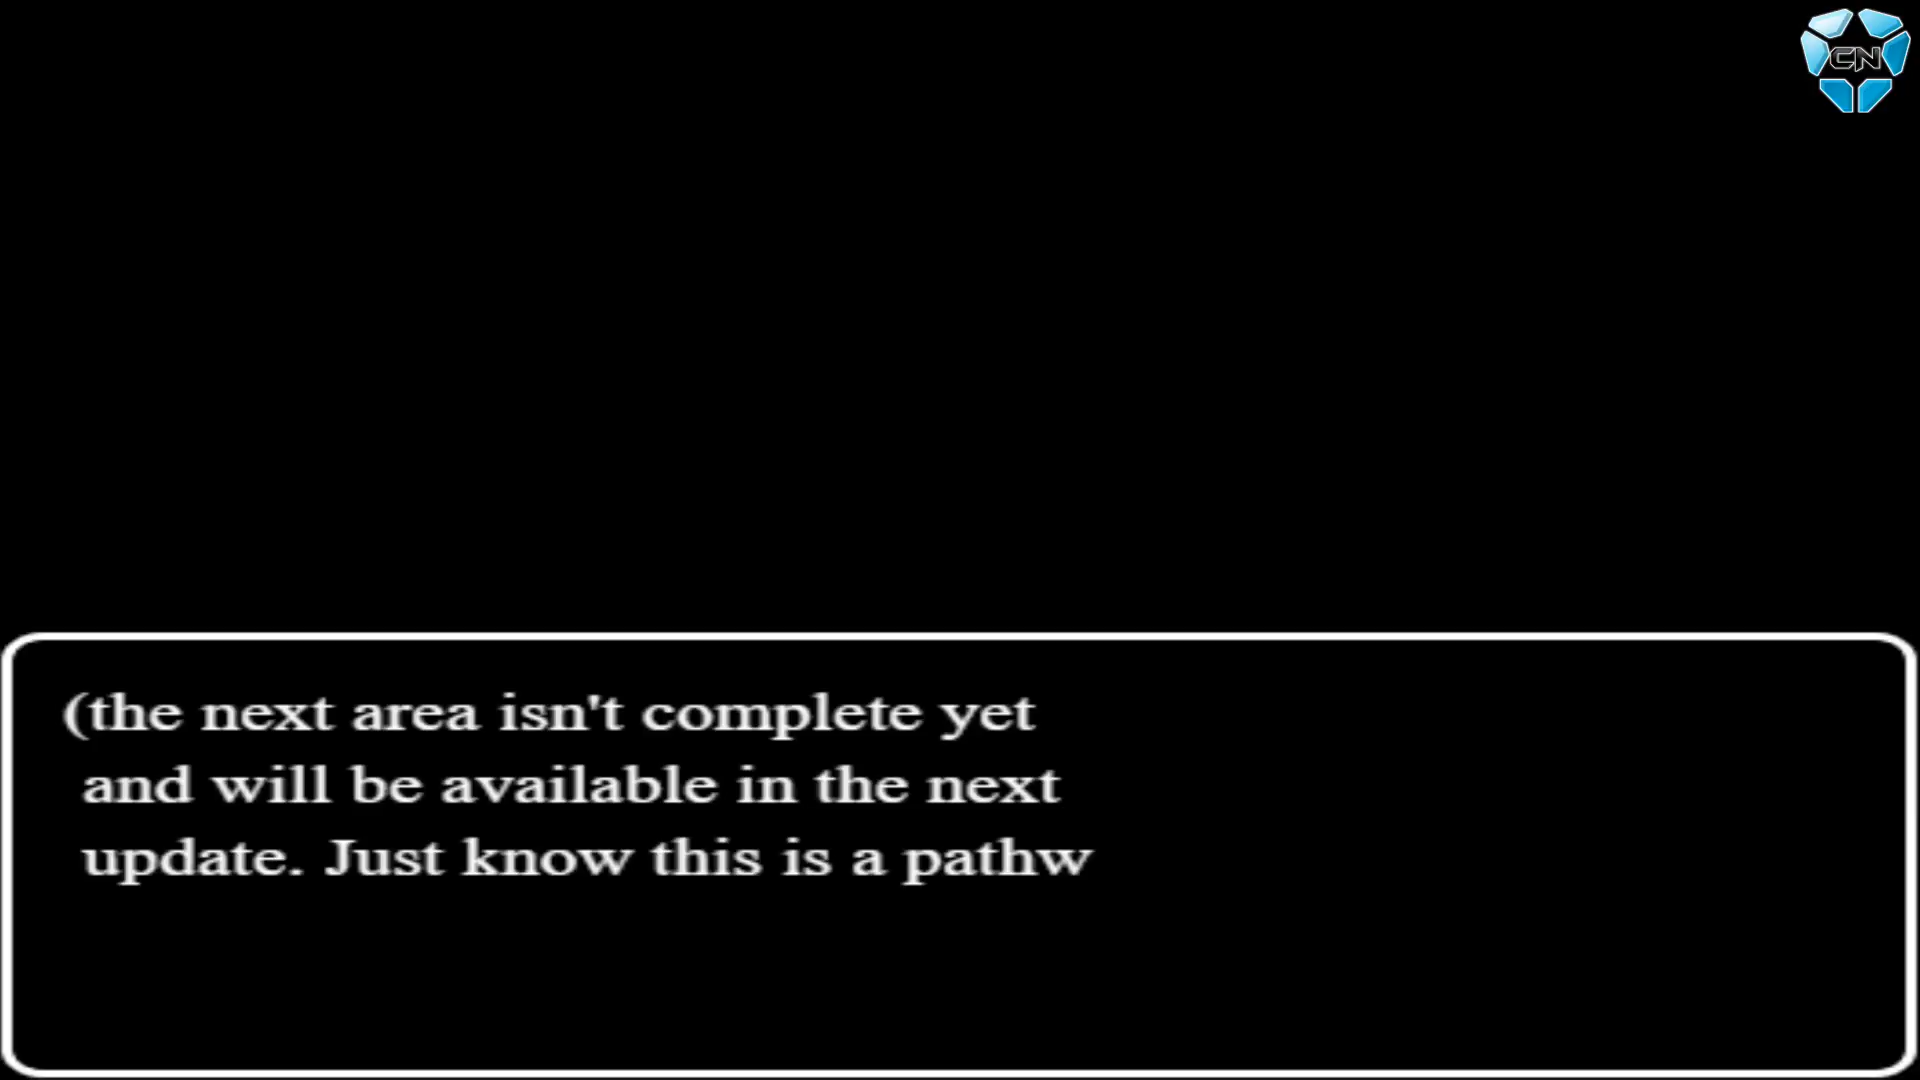 CN
(the next area isn't complete yet
and will be available in the next
update. Just know this is a pathw